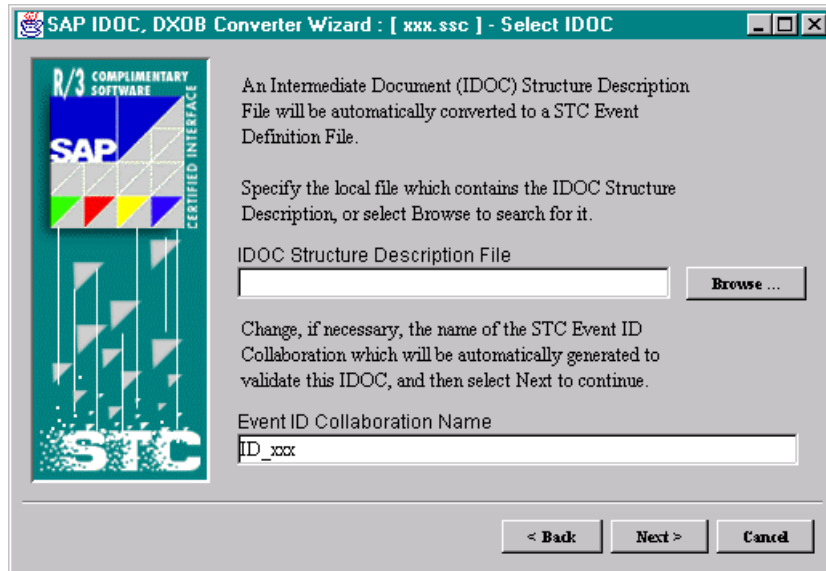 SAP IDOC, DXOB Converter Wizard : [ xxx.ssc ] - Select IDOC
R/3 COMPLIMENTARY
SOFTWARE
SAP
CERTIFIED INTERFACE
STC
An Intermediate Document (IDOC) Structure Description
File will be automatically converted to a STC Event
Definition File.
Specify the local file which contains the IDOC Structure
Description, or select Browse to search for it.
IDOC Structure Description File
Browse ...
Change, if necessary, the name of the STC Event ID
Collaboration which will be automatically generated to
validate this IDOC, and then select Next to continue.
Event ID Collaboration Name
ID_xxx
< Back Next > Cancel